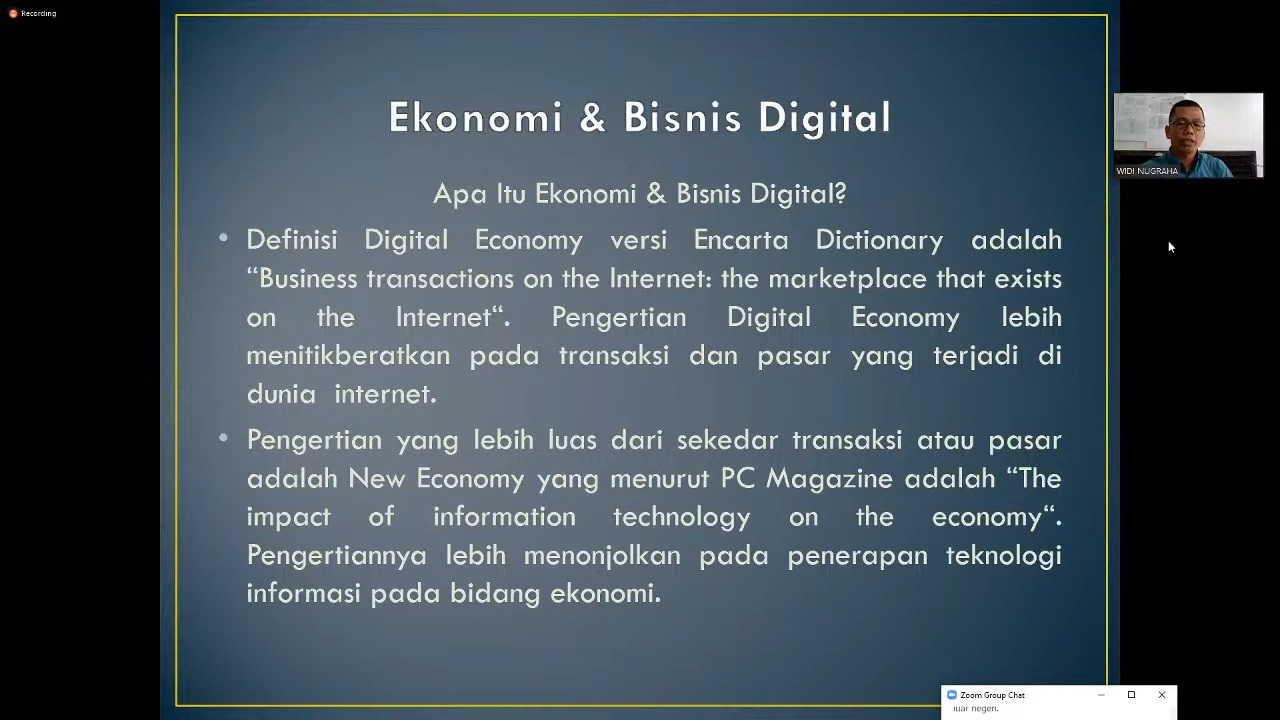 Recording
Ekonomi & Bisnis Digital
Apa Itu Ekonomi & Bisnis Digital?
• Definisi Digital Economy versi Encarta Dictionary adalah
“Business transactions on the Internet: the marketplace that exists
on the Internet“. Pengertian Digital Economy lebih
menitikberatkan pada transaksi dan pasar yang terjadi di
dunia internet.
• Pengertian yang lebih luas dari sekedar transaksi atau pasar
adalah New Economy yang menurut PC Magazine adalah “The
impact of information technology on the economy“.
Pengertiannya lebih menonjolkan pada penerapan teknologi
informasi pada bidang ekonomi.
WIDI NUGRAHA
Zoom Group Chat